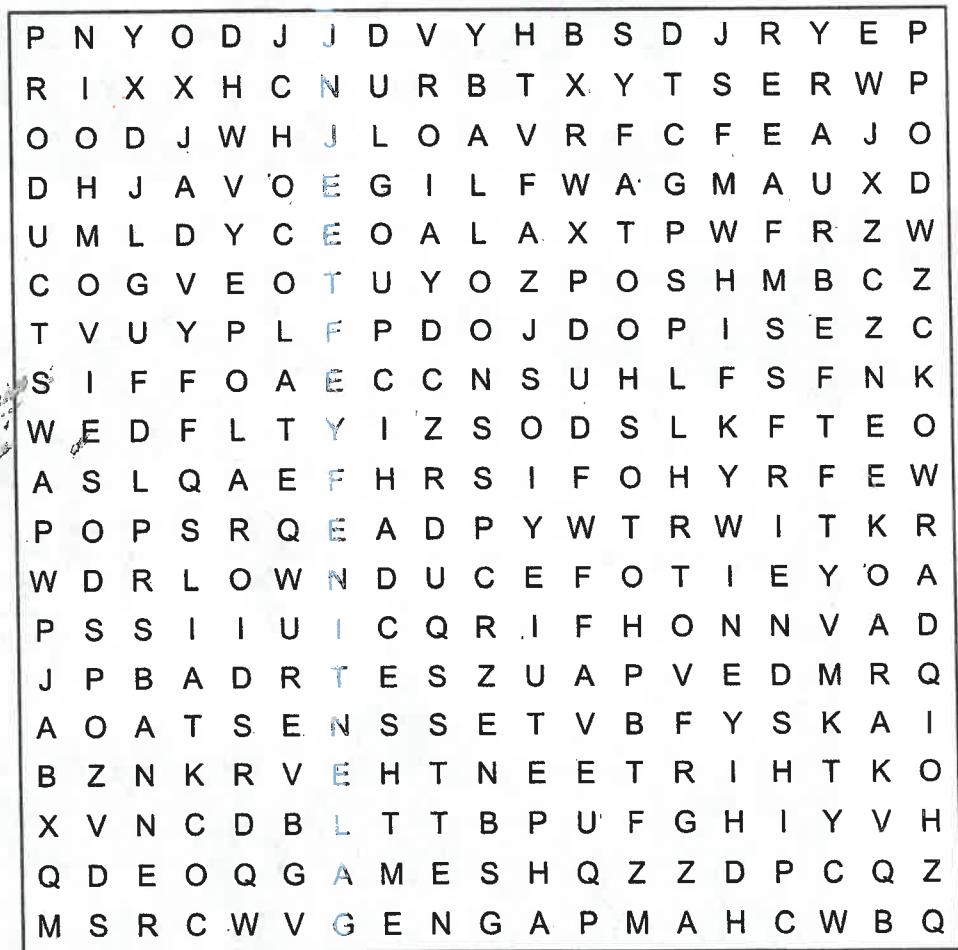 P N Y O D J J D V Y H B S D J R Y E P
R I X X H C N U R B T X Y T S E R W P
O O D J W H J L O A V R F C F E A J O
D H J A V O E G I L F W A G M A U X D
U M L D Y C E O A L A X T P W F R Z W
C O G V E O T U Y O Z P O S H M B C Z
T V U Y P L F P D O J D O P I S E Z C
S I F F O A E C C N S U H L F S F N K
W E D F L T Y I Z S O D S L K F T E O
A S L Q A E F H R S I F O H Y R F E W
P O P S R Q E A D P Y W T R W I T K R
W D R L O W N D U C E F O T I E Y O A
P S S I I U I C Q R I F H O N N V A D
J P B A D R T E S Z U A P V E D M R Q
A O A T S E N S S E T V B F Y S K A I
B Z N K R V E H T N E E T R I H T K O
X V N C D B L T T B P U F G H I Y V H
Q D E O Q G A M E S H Q Z Z D P C Q Z
M S R C W V G E N G A P M A H C W B Q